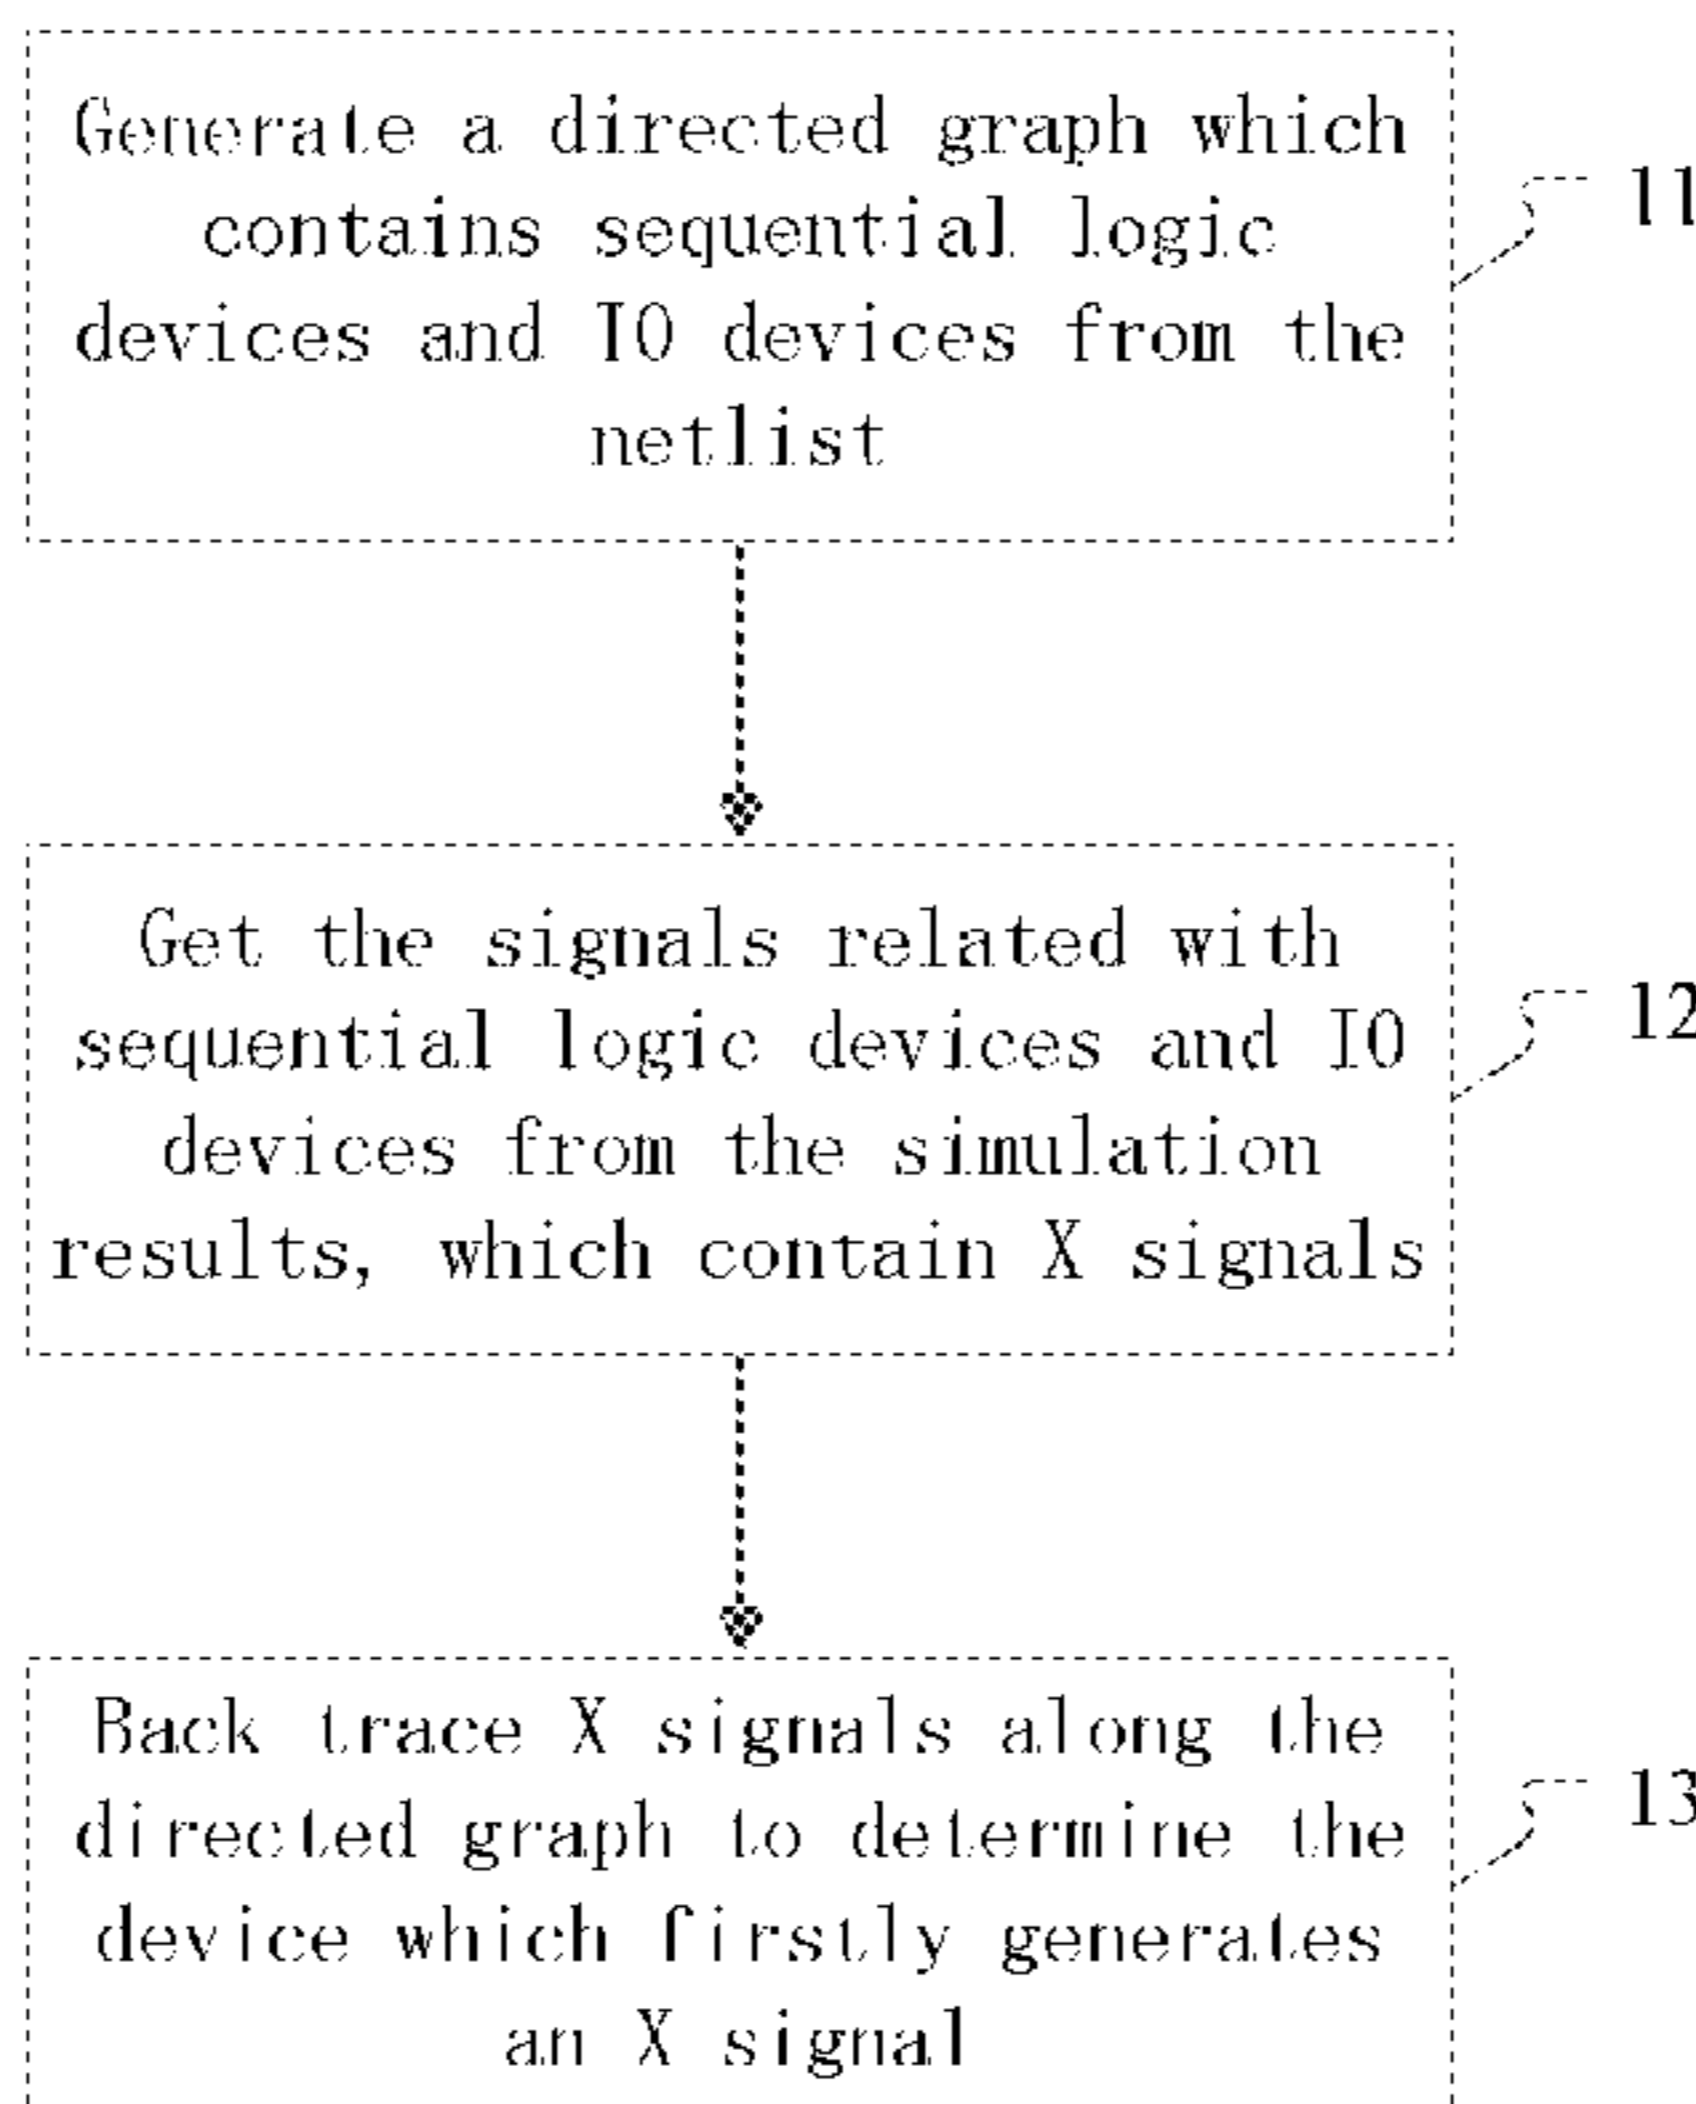 Generate a directed graph which
contains sequential logic
devices and IO devices from the
netlist
11
Get the signals related with
sequential logic devices and IO
devices from the simulation
results, which contain X signals
12
Back trace X signals along the
directed graph to determine the
device which firstly generates
an X signal
13